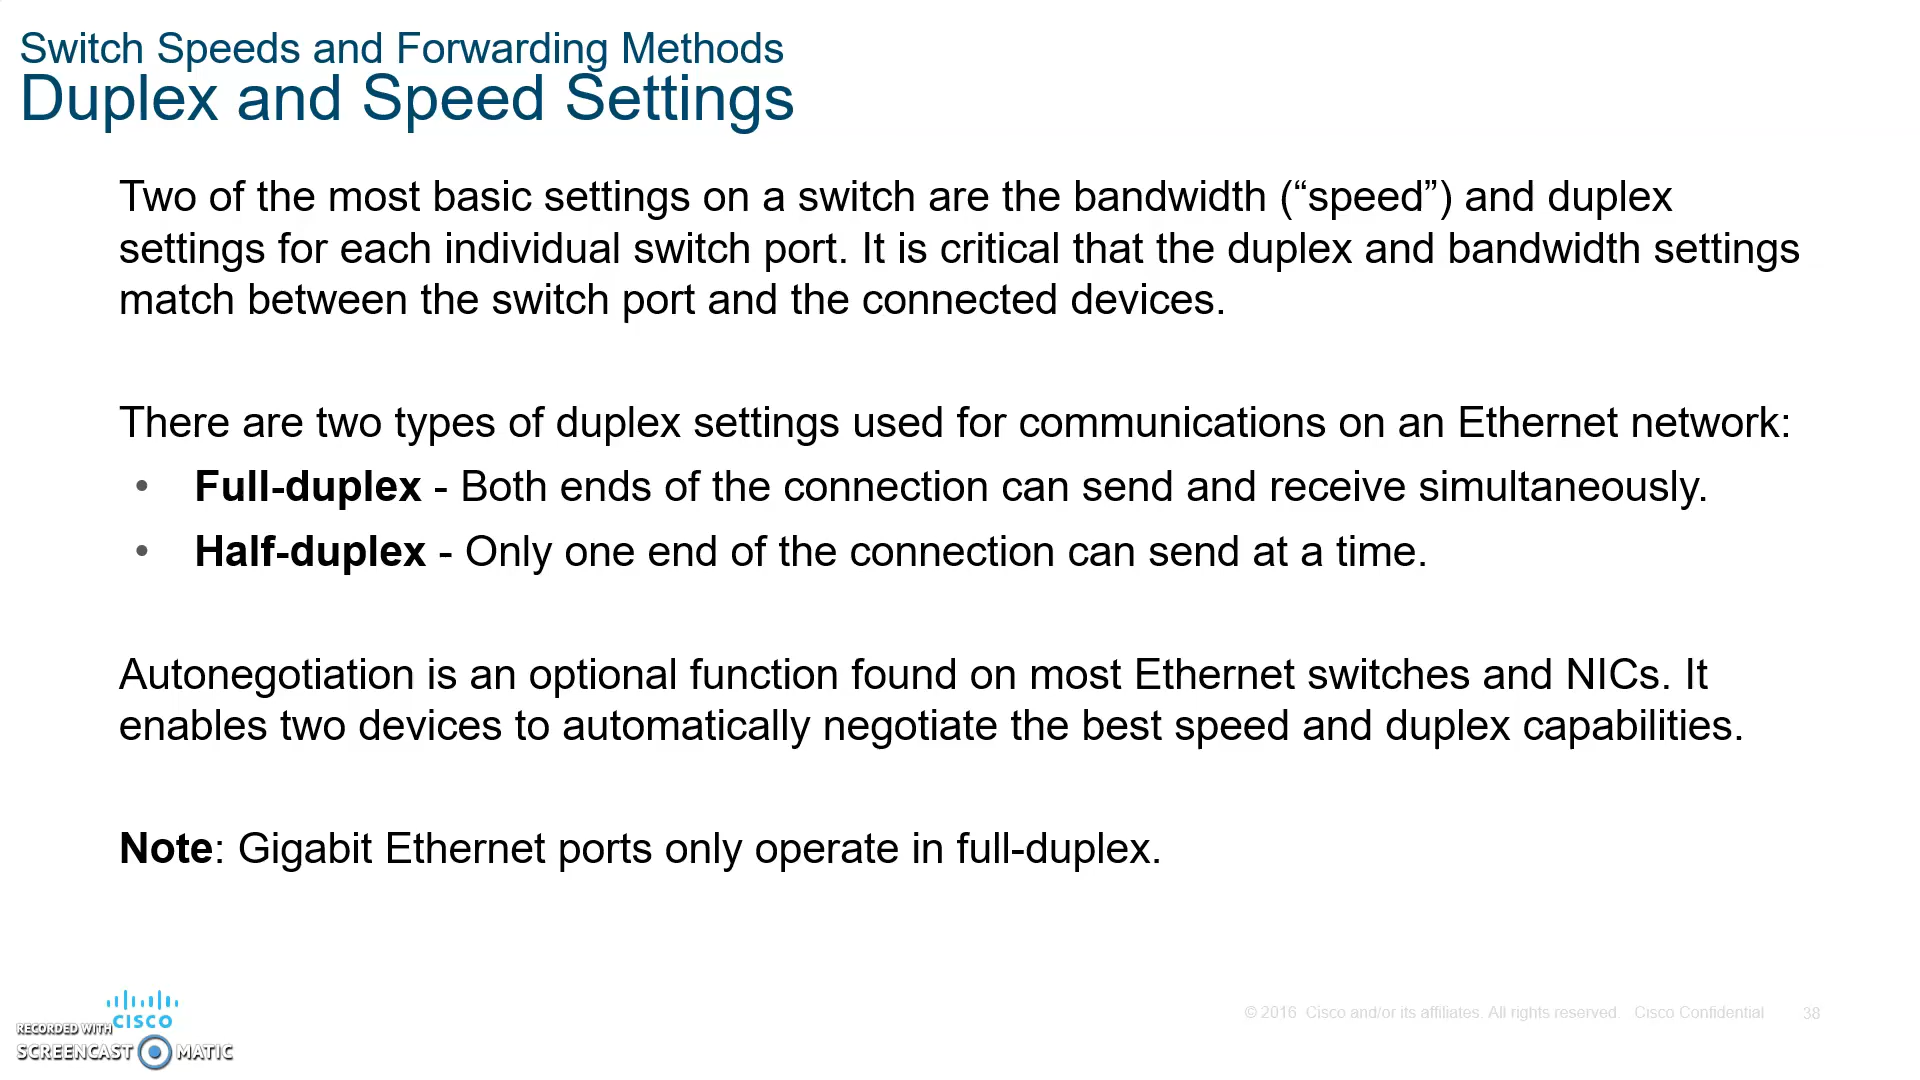 Switch Speeds and Forwarding Methods
Duplex and Speed Settings
Two of the most basic settings on a switch are the bandwidth (“speed”) and duplex
settings for each individual switch port. It is critical that the duplex and bandwidth settings
match between the switch port and the connected devices.
There are two types of duplex settings used for communications on an Ethernet network:
• Full-duplex - Both ends of the connection can send and receive simultaneously.
• Half-duplex - Only one end of the connection can send at a time.
Autonegotiation is an optional function found on most Ethernet switches and NICs. It
enables two devices to automatically negotiate the best speed and duplex capabilities.
Note: Gigabit Ethernet ports only operate in full-duplex.
CISCO
© 2016 Cisco and/or its affiliates. All rights reserved. Cisco Confidential 38
RECORDED WITH
SCREENCAST MATIC